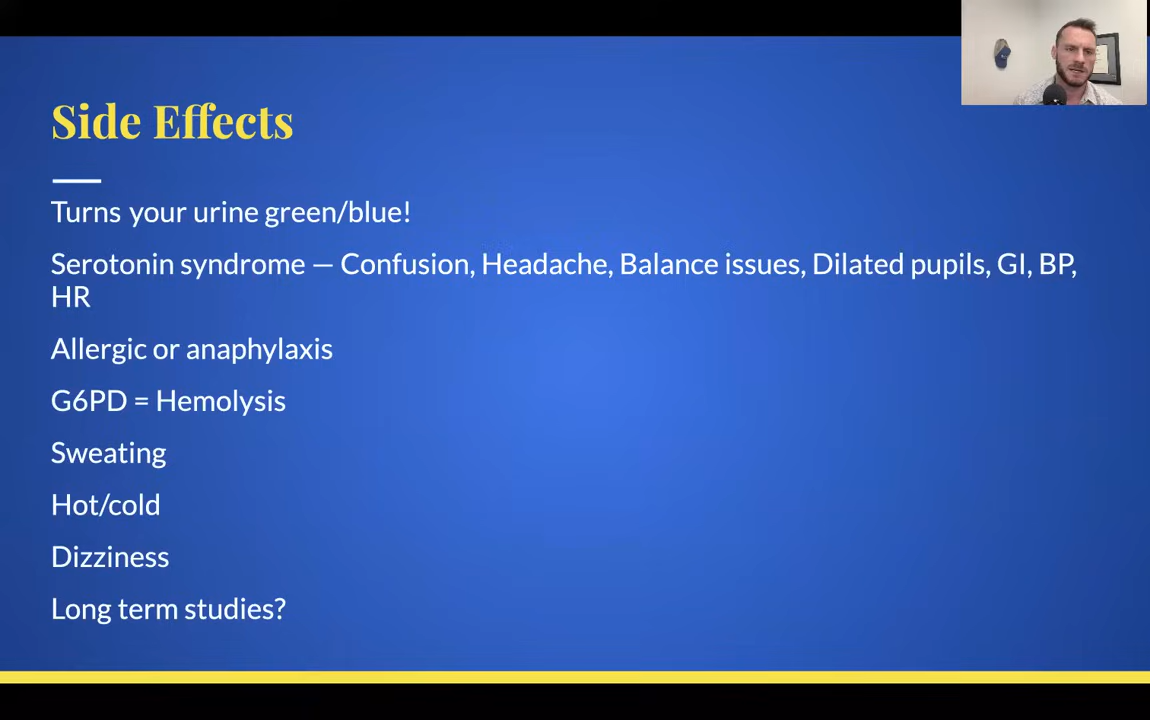 Side Effects
Turns your urine green/blue!
Serotonin syndrome — Confusion, Headache, Balance issues, Dilated pupils, GI, BP,
HR
Allergic or anaphylaxis
G6PD = Hemolysis
Sweating
Hot/cold
Dizziness
Long term studies?